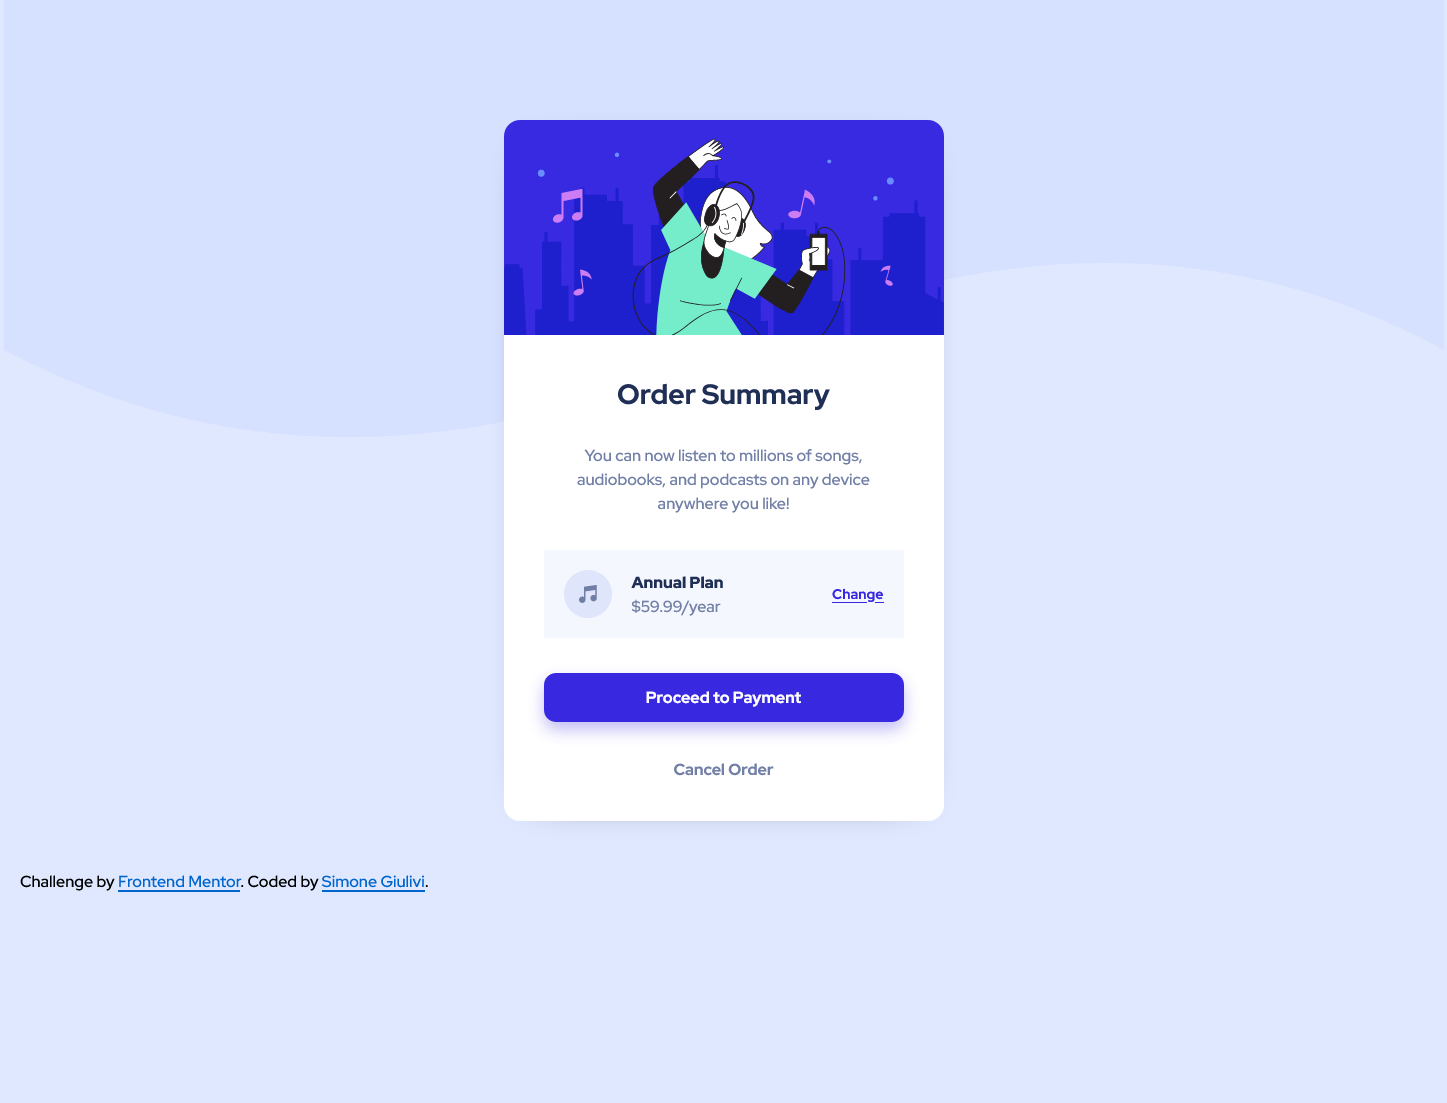 Order Summary
You can now listen to millions of songs,
audiobooks, and podcasts on any device
anywhere you like!
Annual Plan
$59.99/year
Change
Proceed to Payment
Cancel Order
Challenge by Frontend Mentor. Coded by Simone Giulivi.